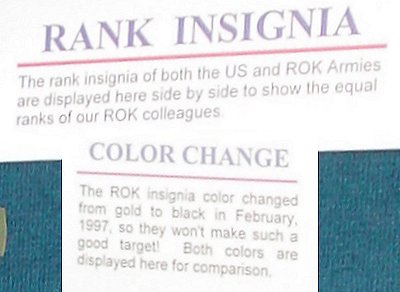 RANK INSIGNIA
The rank insignia of both the US and ROK Armies
are displayed here side by side to show the equal
ranks of our ROK colleagues.
COLOR CHANGE
The ROK insignia color changed
from gold to black in February,
1997, so they won't make such a
good target! Both colors are
displayed here for comparison.